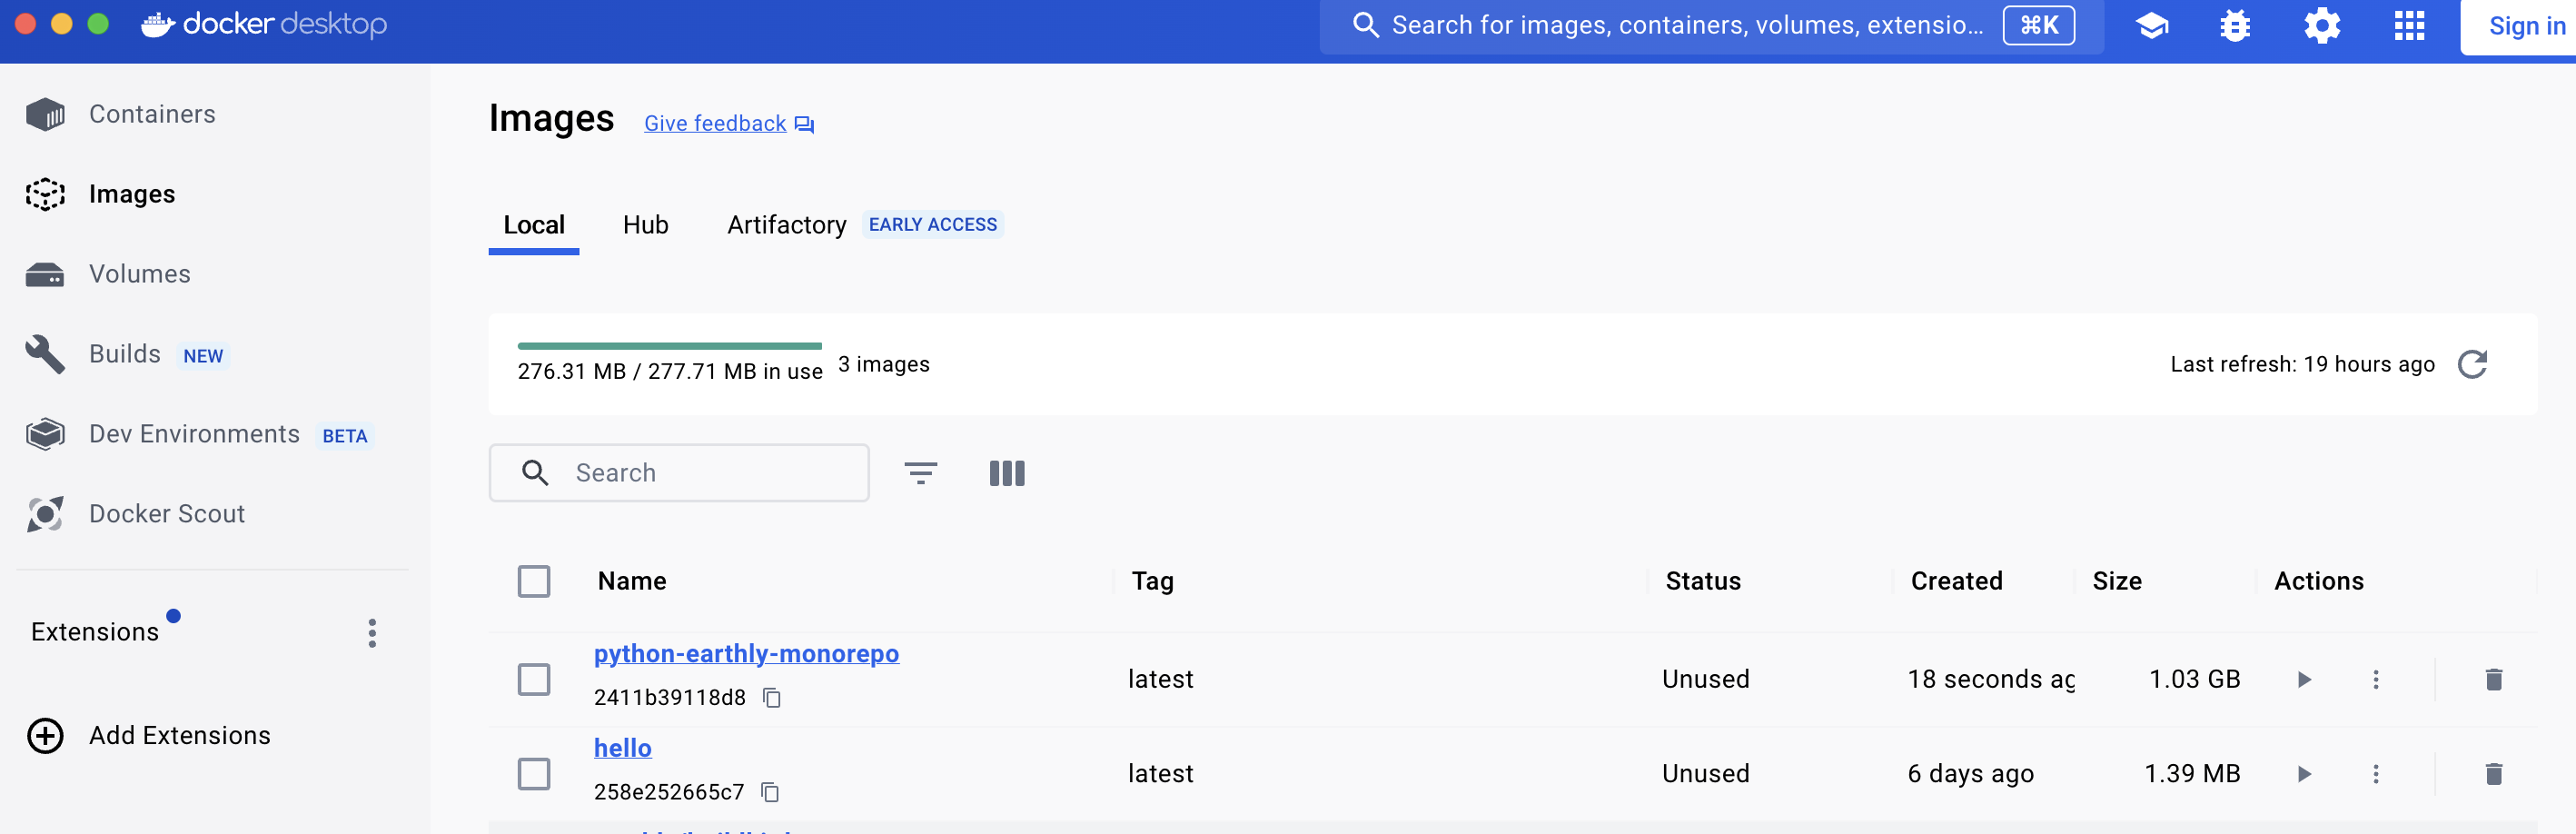 docker desktop
Search for images, containers, volumes, extensio... ⌘K
Sign in
Containers
Images
Volumes
Builds NEW
Dev Environments BETA
Docker Scout
Extensions
Add Extensions
Images Give feedback
Local Hub Artifactory EARLY ACCESS
276.31 MB / 277.71 MB in use 3 images
Last refresh: 19 hours ago
Search
Name Tag Status Created Size Actions
python-earthly-monorepo
2411b39118d8
latest Unused 18 seconds ag 1.03 GB
hello
258e252665c7
latest Unused 6 days ago 1.39 MB